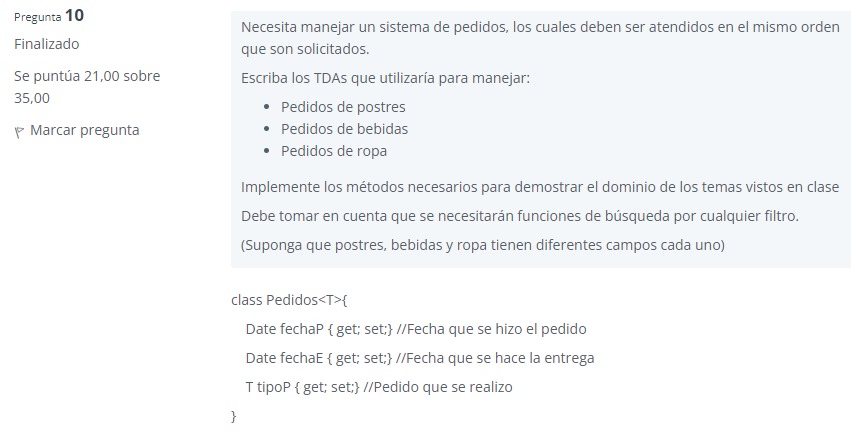 Pregunta 10
Finalizado
Se puntúa 21,00 sobre
35,00
Marcar pregunta
Necesita manejar un sistema de pedidos, los cuales deben ser atendidos en el mismo orden
que son solicitados.
Escriba los TDAs que utilizaría para manejar:
• Pedidos de postres
• Pedidos de bebidas
• Pedidos de ropa
Implemente los métodos necesarios para demostrar el dominio de los temas vistos en clase
Debe tomar en cuenta que se necesitarán funciones de búsqueda por cualquier filtro.
(Suponga que postres, bebidas y ropa tienen diferentes campos cada uno)
class Pedidos<T>{
Date fechaP { get; set;} //Fecha que se hizo el pedido
Date fechaE { get; set;} //Fecha que se hace la entrega
T tipoP { get; set;} //Pedido que se realizo
}